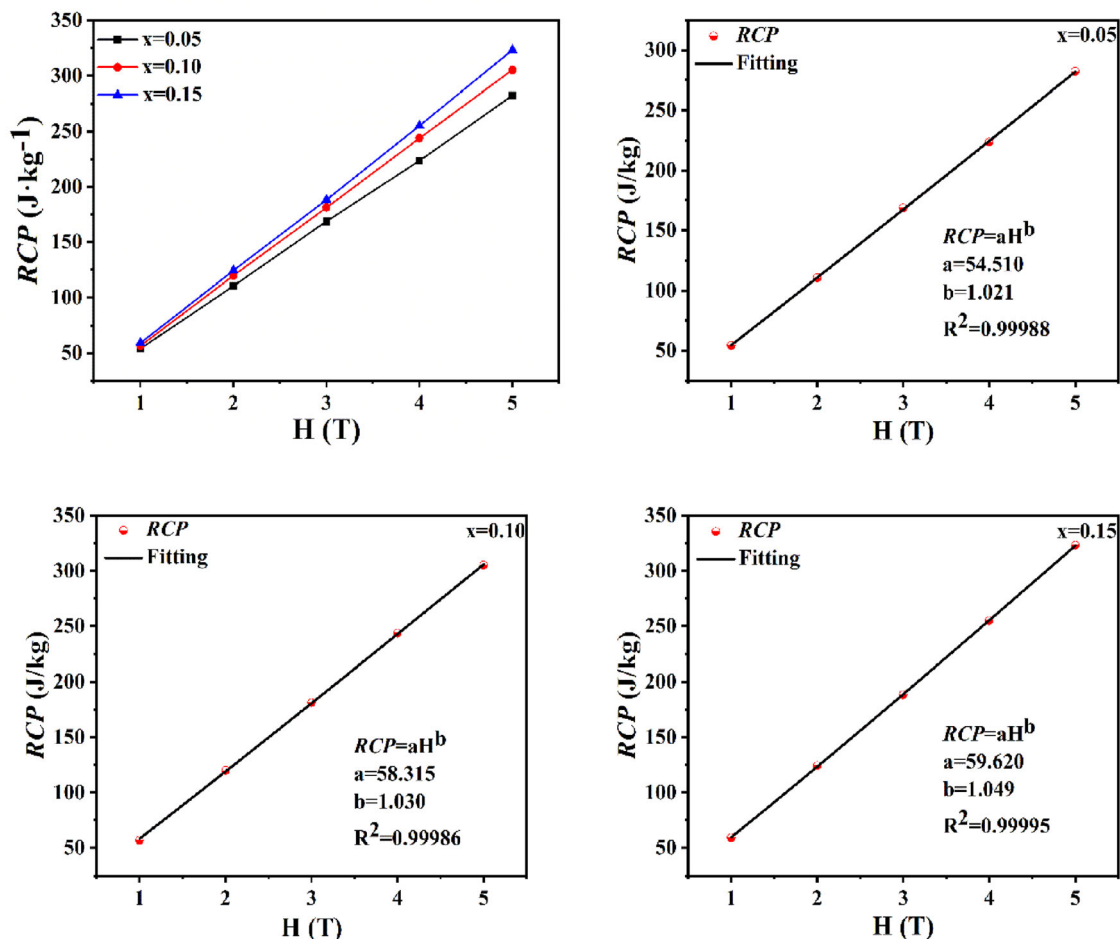 350
300
250
200
150
100
50
RCP (J·kg⁻¹)
x=0.05
x=0.10
x=0.15
1 2 3 4 5
H (T)
300
250
200
150
100
50
RCP (J/kg)
RCP
Fitting
x=0.05
RCP=aHᵇ
a=54.510
b=1.021
R²=0.99988
1 2 3 4 5
H (T)
350
300
250
200
150
100
50
RCP (J/kg)
RCP
Fitting
x=0.10
RCP=aHᵇ
a=58.315
b=1.030
R²=0.99986
1 2 3 4 5
H (T)
350
300
250
200
150
100
50
RCP (J/kg)
RCP
Fitting
x=0.15
RCP=aHᵇ
a=59.620
b=1.049
R²=0.99995
1 2 3 4 5
H (T)